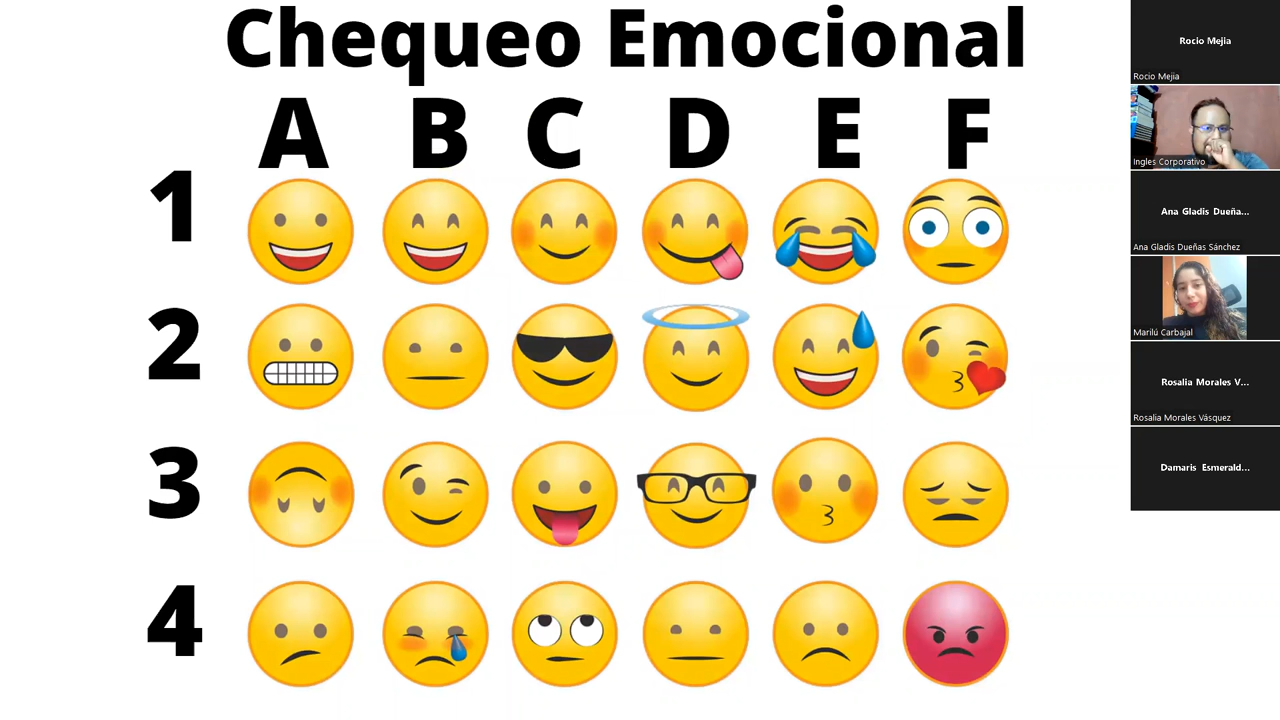 Chequeo Emocional
A B C D E F
1
2
3
4
Rocio Mejia
Rocio Mejia
Ingles Corporativo
Ana Gladis Dueña...
Ana Gladis Dueñas Sánchez
Marilú Carbajal
Rosalia Morales V...
Rosalia Morales Vásquez
Damaris Esmerald...